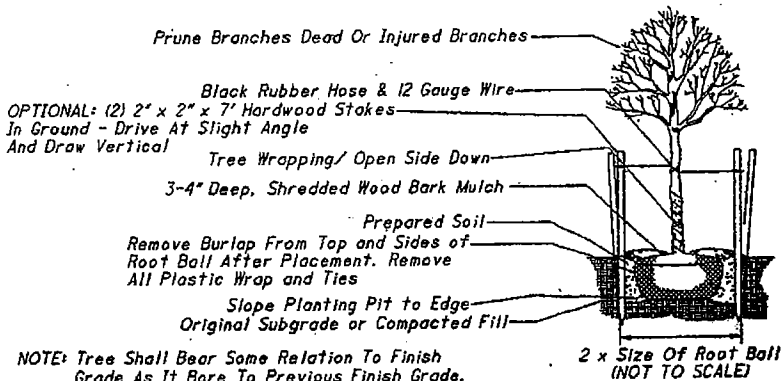 Prune Branches Dead Or Injured Branches
Black Rubber Hose & 12 Gauge Wire
OPTIONAL: (2) 2" x 2" x 7' Hardwood Stakes
In Ground - Drive At Slight Angle
And Draw Vertical
Tree Wrapping/ Open Side Down
3-4" Deep, Shredded Wood Bark Mulch
Prepared Soil
Remove Burlap From Top and Sides of
Root Ball After Placement. Remove
All Plastic Wrap and Ties
Slope Planting Pit to Edge
Original Subgrade or Compacted Fill
2 x Size Of Root Ball
(NOT TO SCALE)
NOTE: Tree Shall Bear Some Relation To Finish
Grade As It Bore To Previous Finish Grade.